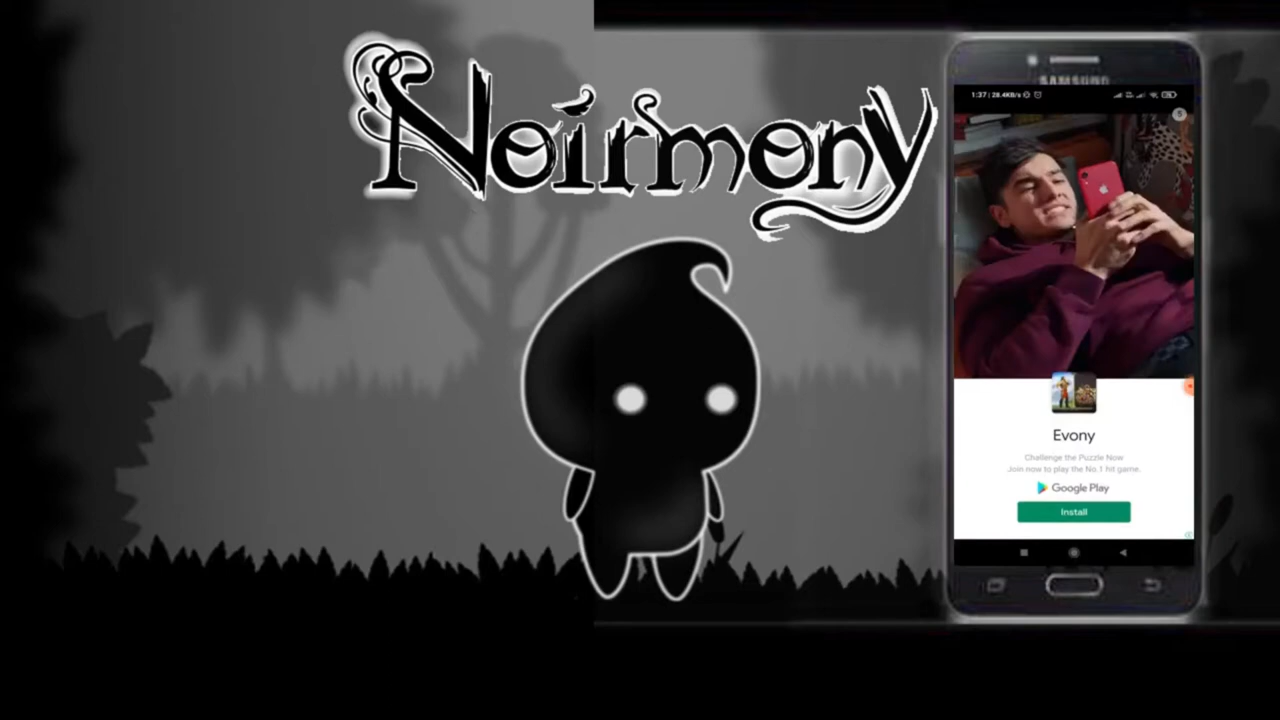 Noirmony
SAMSUNG
1:37 | 28.4KB/s
5
Evony
Challenge the Puzzle Now
Join now to play the No.1 hit game.
Google Play
Install